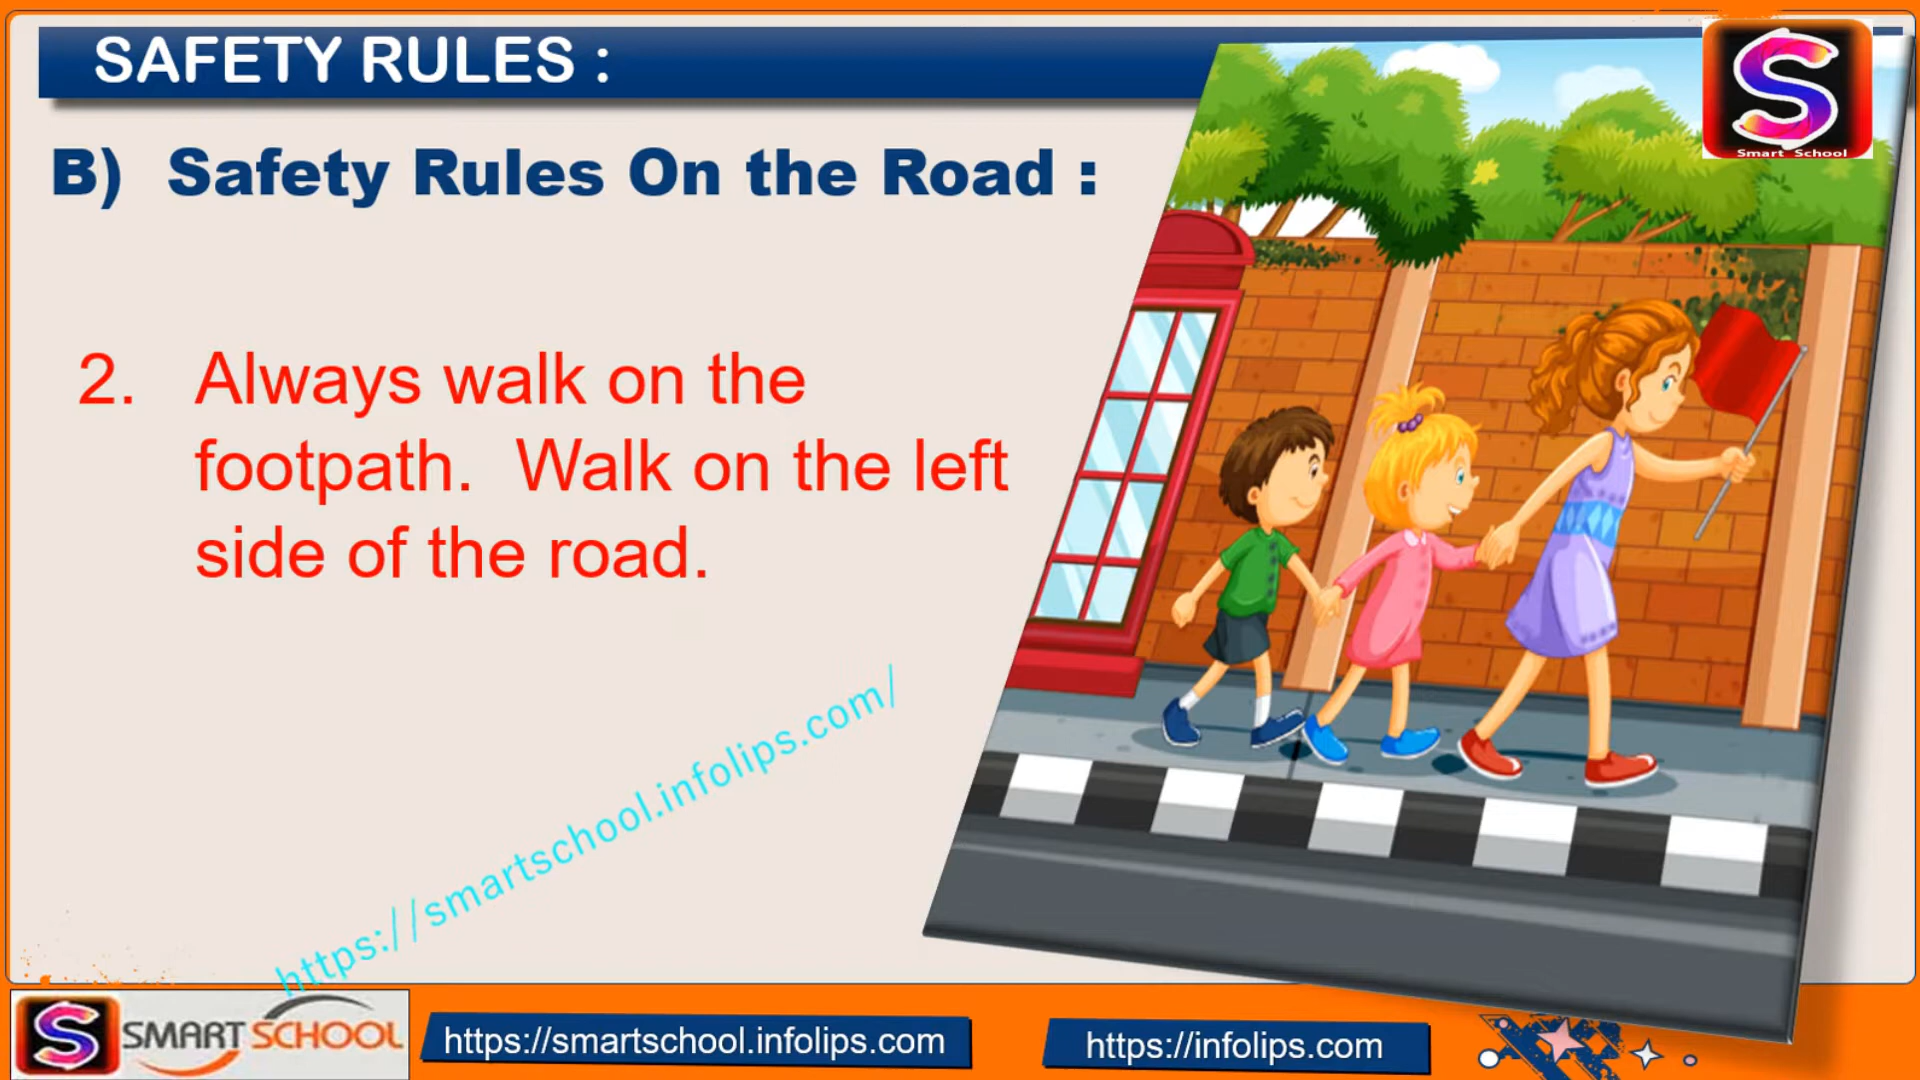 SAFETY RULES :
S
Smart School
B) Safety Rules On the Road :
2. Always walk on the
footpath. Walk on the left
side of the road.
https://smartschool.infolips.com/
S SMART SCHOOL
https://smartschool.infolips.com
https://infolips.com